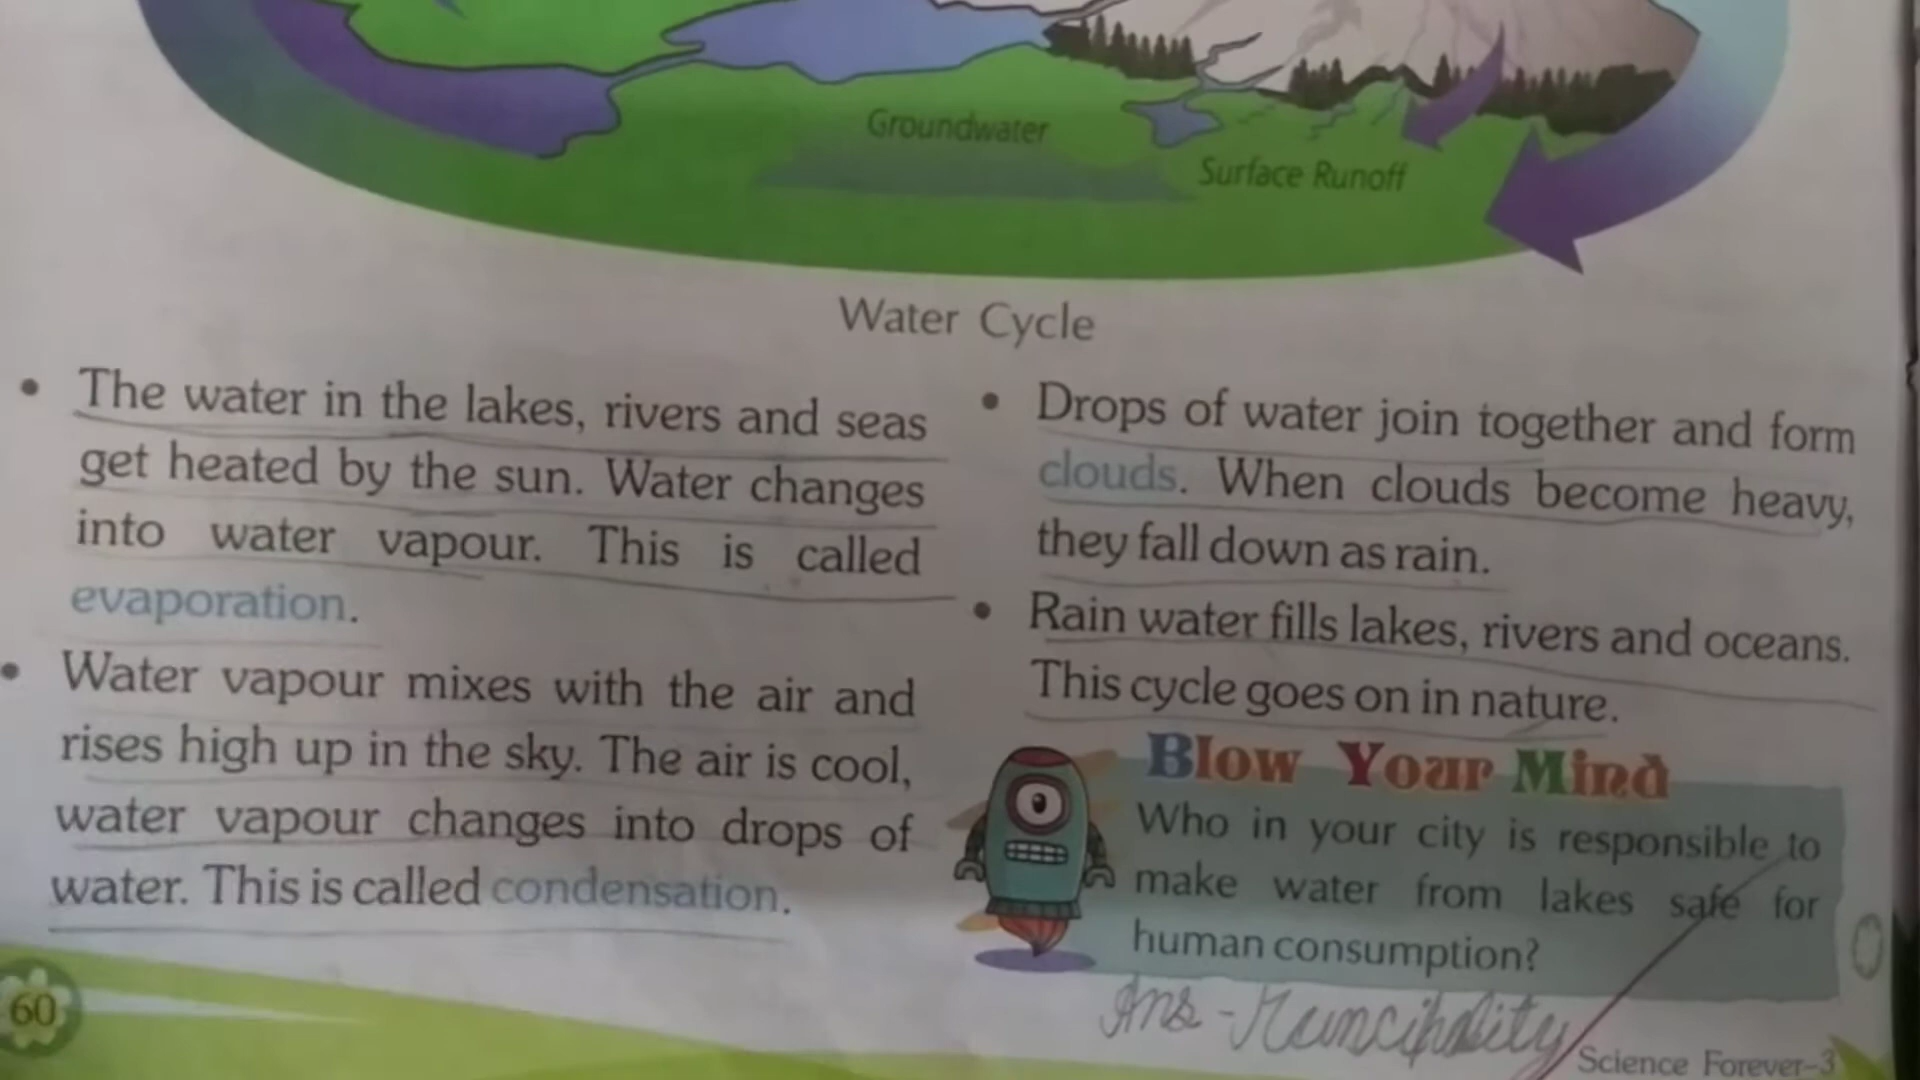 Groundwater
Surface Runoff
Water Cycle
• The water in the lakes, rivers and seas
get heated by the sun. Water changes
into water vapour. This is called
evaporation.
• Water vapour mixes with the air and
rises high up in the sky. The air is cool,
water vapour changes into drops of
water. This is called condensation.
• Drops of water join together and form
clouds. When clouds become heavy,
they fall down as rain.
• Rain water fills lakes, rivers and oceans.
This cycle goes on in nature.
Blow Your Mind
Who in your city is responsible to
make water from lakes safe for
human consumption?
Ans - Muncipality
60
Science Forever-3